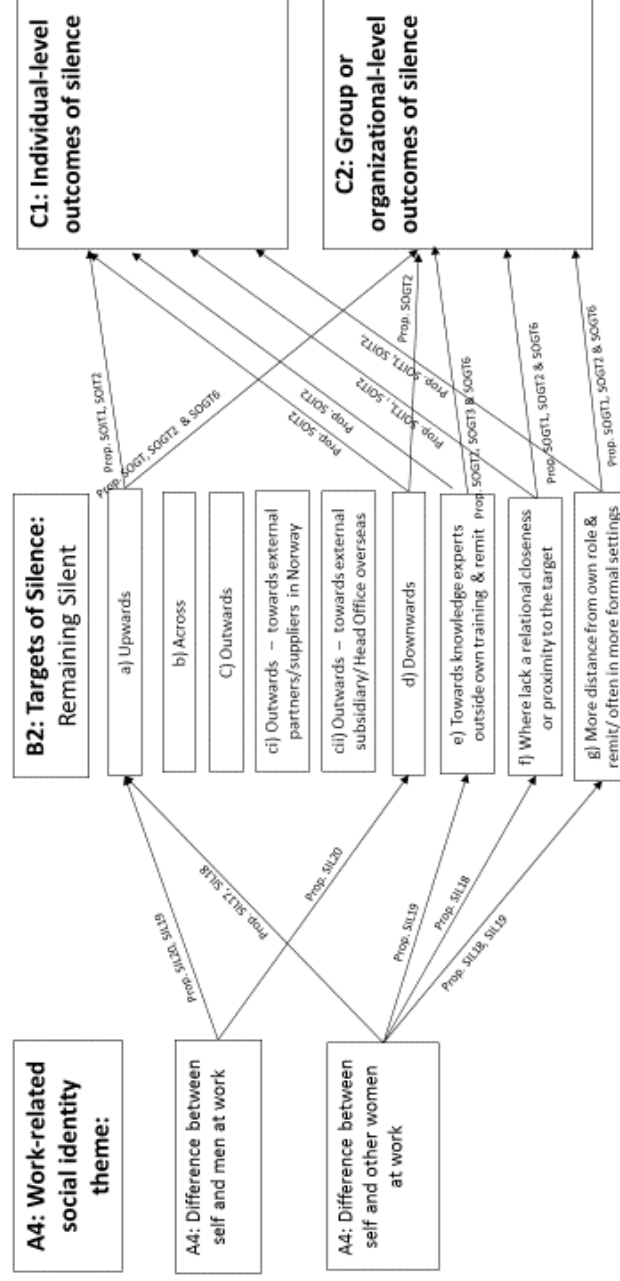 A4: Work-related
social identity
theme:
A4: Difference between
self and men at work
A4: Difference between
self and other women
at work
Prop. SIL20, SIL19
Prop. SIL17, SIL18
Prop. SIL20
Prop. SIL19
Prop. SIL18
Prop. SIL18, SIL19
B2: Targets of Silence:
Remaining Silent
a) Upwards
b) Across
C) Outwards
ci) Outwards – towards external
partners/suppliers in Norway
cii) Outwards – towards external
subsidiary/Head Office overseas
d) Downwards
e) Towards knowledge experts
outside own training & remit
f) Where lack a relational closeness
or proximity to the target
g) More distance from own role &
remit/ often in more formal settings
Prop. SOIT1, SOIT2
Prop. SOGT, SOGT2 & SOGT6
Prop. SOIT2
Prop. SOIT2
Prop. SOIT1, , SOIT2
Prop. SOIT1, SOIT2,
Prop. SOGT2
Prop. SOGT2, SOGT3 & SOGT6
Prop. SOGT1, SOGT2 & SOGT6
Prop. SOGT1, SOGT2 & SOGT6
C1: Individual-level
outcomes of silence
C2: Group or
organizational-level
outcomes of silence